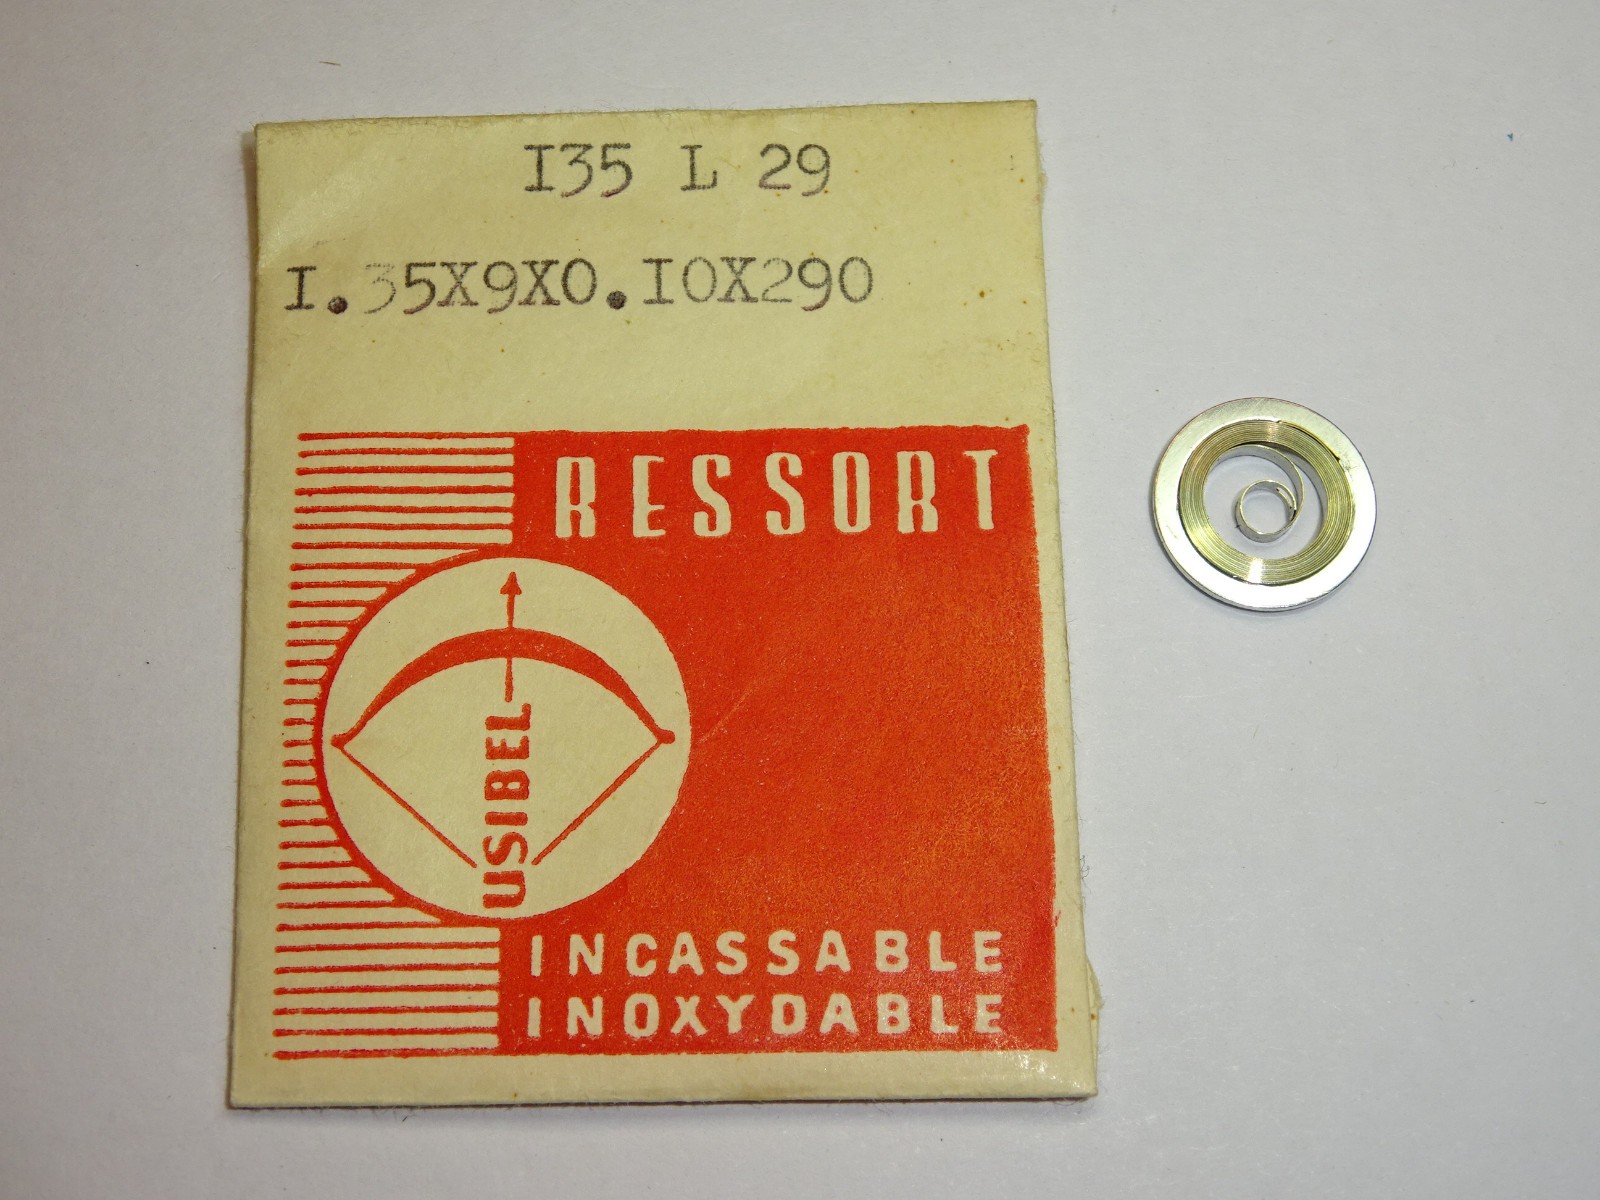 I35 L 29
I.35X9X0.I0X290
RESSORT
USIBEL
INCASSABLE
INOXYDABLE